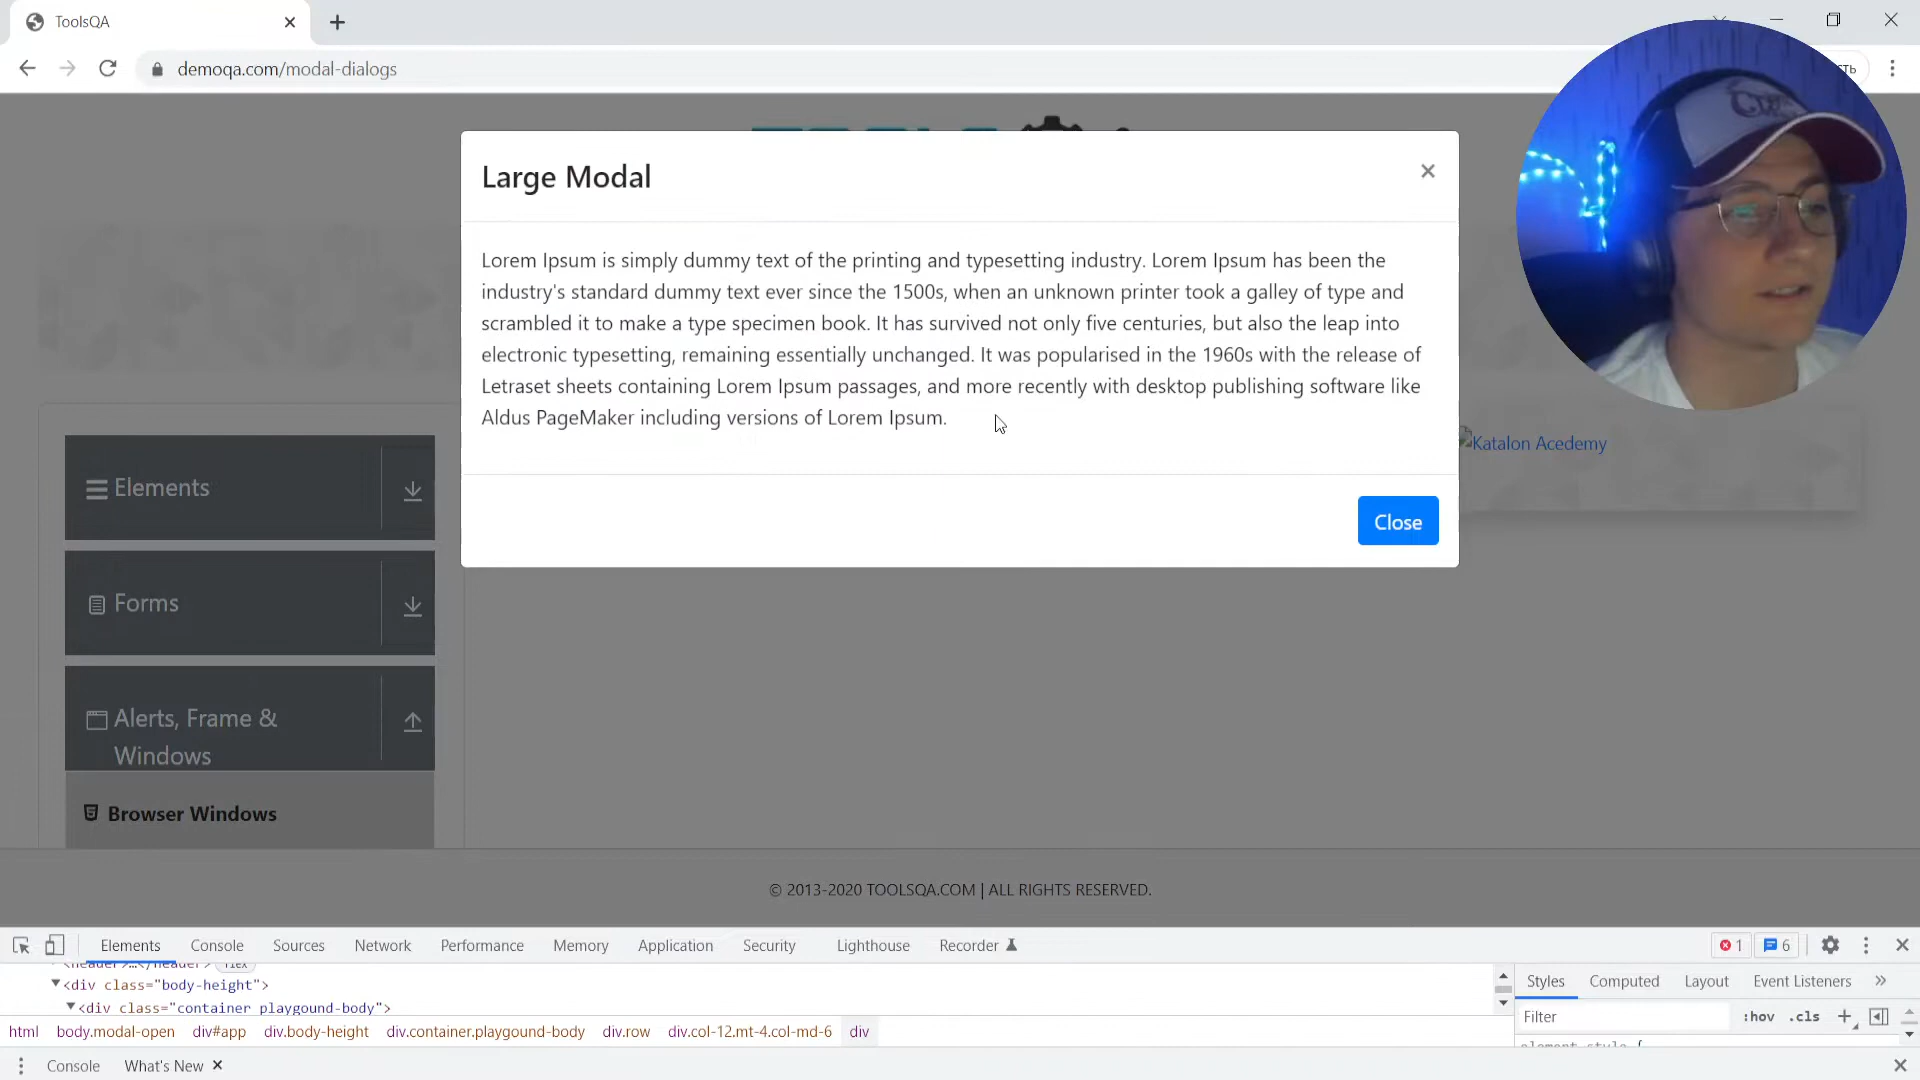 ToolsQA
demoqa.com/modal-dialogs
Large Modal
×
Lorem Ipsum is simply dummy text of the printing and typesetting industry. Lorem Ipsum has been the
industry's standard dummy text ever since the 1500s, when an unknown printer took a galley of type and
scrambled it to make a type specimen book. It has survived not only five centuries, but also the leap into
electronic typesetting, remaining essentially unchanged. It was popularised in the 1960s with the release of
Letraset sheets containing Lorem Ipsum passages, and more recently with desktop publishing software like
Aldus PageMaker including versions of Lorem Ipsum.
Close
Katalon Acedemy
Elements
Forms
Alerts, Frame &
Windows
Browser Windows
© 2013-2020 TOOLSQA.COM | ALL RIGHTS RESERVED.
Elements Console Sources Network Performance Memory Application Security Lighthouse Recorder 1 6
<header>…</header> flex
<div class="body-height">
<div class="container playgound-body">
html body.modal-open div#app div.body-height div.container.playgound-body div.row div.col-12.mt-4.col-md-6 div
Styles Computed Layout Event Listeners »
Filter :hov .cls +
element.style {
Console What's New ×